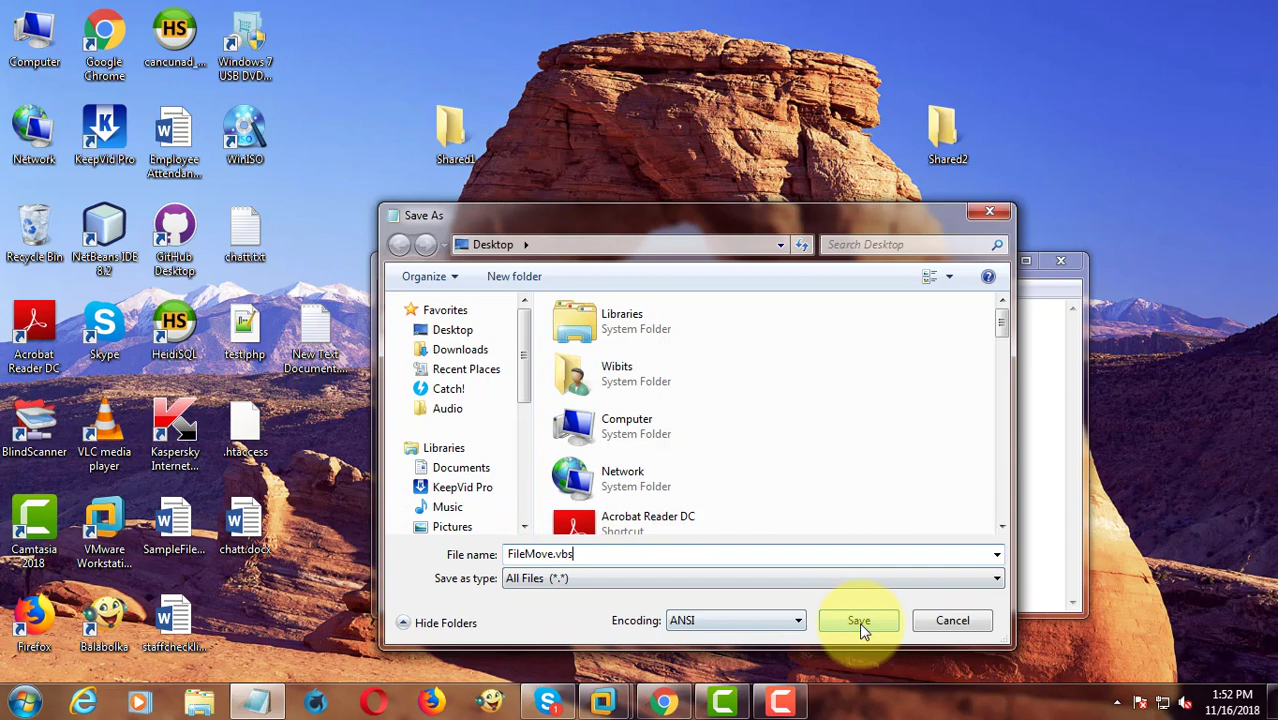 Computer
Google
Chrome
HS
cancunad_...
Windows 7
USB DVD...
Network
KeepVid Pro
Employee
Attendan...
WinISO
Shared1
Shared2
Recycle Bin
NetBeans IDE
8.2
GitHub
Desktop
chatt.txt
Acrobat
Reader DC
Skype
HS
HeidiSQL
test.php
New Text
Document...
BlindScanner
VLC media
player
Kaspersky
Internet...
.htaccess
Camtasia
2018
VMware
Workstati...
SampleFile...
chatt.docx
Firefox
Balabolka
staffcheckli...
Save As
Desktop
Search Desktop
Organize
New folder
Favorites
Desktop
Downloads
Recent Places
Catch!
Audio
Libraries
Documents
KeepVid Pro
Music
Pictures
Libraries
System Folder
Wibits
System Folder
Computer
System Folder
Network
System Folder
Acrobat Reader DC
Shortcut
File name: FileMove.vbs
Save as type: All Files (*.*)
Hide Folders
Encoding: ANSI
Save
Cancel
1:52 PM
11/16/2018